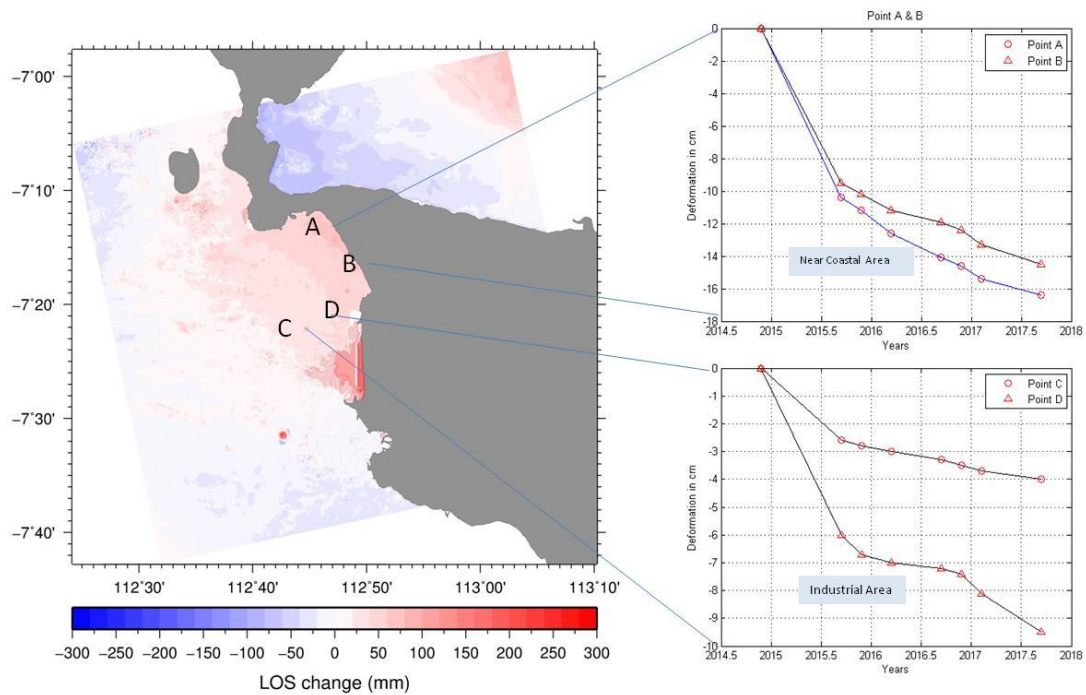 −7˚00'
−7˚10'
−7˚20'
−7˚30'
−7˚40'
A
B
D
C
112˚30' 112˚40' 112˚50' 113˚00' 113˚10'
−300 −250 −200 −150 −100 −50 0 50 100 150 200 250 300
LOS change (mm)
Point A & B
Point A
Point B
0
-2
-4
-6
-8
-10
-12
-14
-16
-18
Deformation in cm
Near Coastal Area
2014.5 2015 2015.5 2016 2016.5 2017 2017.5 2018
Years
Point C
Point D
0
-1
-2
-3
-4
-5
-6
-7
-8
-9
-10
Deformation in cm
Industrial Area
2014.5 2015 2015.5 2016 2016.5 2017 2017.5 2018
Years